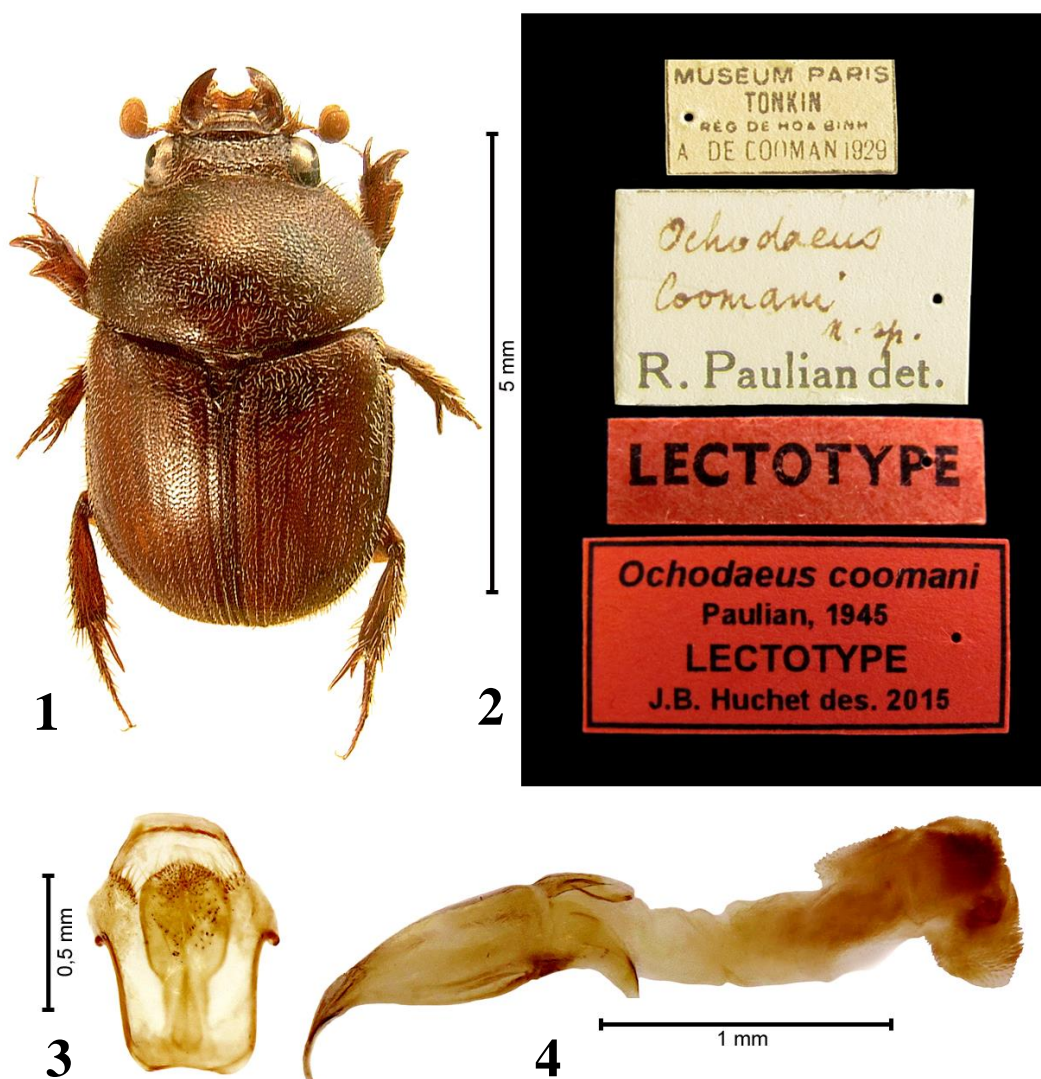 MUSEUM PARIS
TONKIN
REG DE HOA BINH
A DE COOMAN 1929
Ochodaeus
Coomani
n. sp.
R. Paulian det.
LECTOTYPE
Ochodaeus coomani
Paulian, 1945
LECTOTYPE
J.B. Huchet des. 2015
5 mm
1
2
0,5 mm
3
4
1 mm